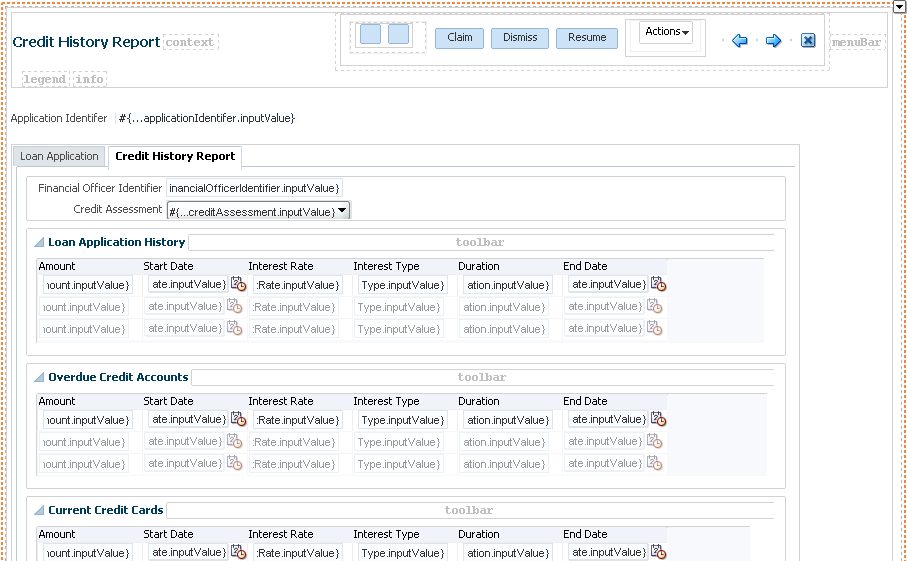 Credit History Report context
Claim Dismiss Resume Actions
menuBar
legend info
Application Identifer #{...applicationIdentifer.inputValue}
Loan Application Credit History Report
Financial Officer Identifier inancialOfficerIdentifier.inputValue}
Credit Assessment #{...creditAssessment.inputValue}
Loan Application History toolbar
Amount Start Date Interest Rate Interest Type Duration End Date
ount.inputValue} ate.inputValue} :Rate.inputValue} Type.inputValue} ation.inputValue} ate.inputValue}
ount.inputValue} ate.inputValue} :Rate.inputValue} Type.inputValue} ation.inputValue} ate.inputValue}
ount.inputValue} ate.inputValue} :Rate.inputValue} Type.inputValue} ation.inputValue} ate.inputValue}
Overdue Credit Accounts toolbar
Amount Start Date Interest Rate Interest Type Duration End Date
ount.inputValue} ate.inputValue} :Rate.inputValue} Type.inputValue} ation.inputValue} ate.inputValue}
ount.inputValue} ate.inputValue} :Rate.inputValue} Type.inputValue} ation.inputValue} ate.inputValue}
ount.inputValue} ate.inputValue} :Rate.inputValue} Type.inputValue} ation.inputValue} ate.inputValue}
Current Credit Cards toolbar
Amount Start Date Interest Rate Interest Type Duration End Date
ount.inputValue} ate.inputValue} :Rate.inputValue} Type.inputValue} ation.inputValue} ate.inputValue}